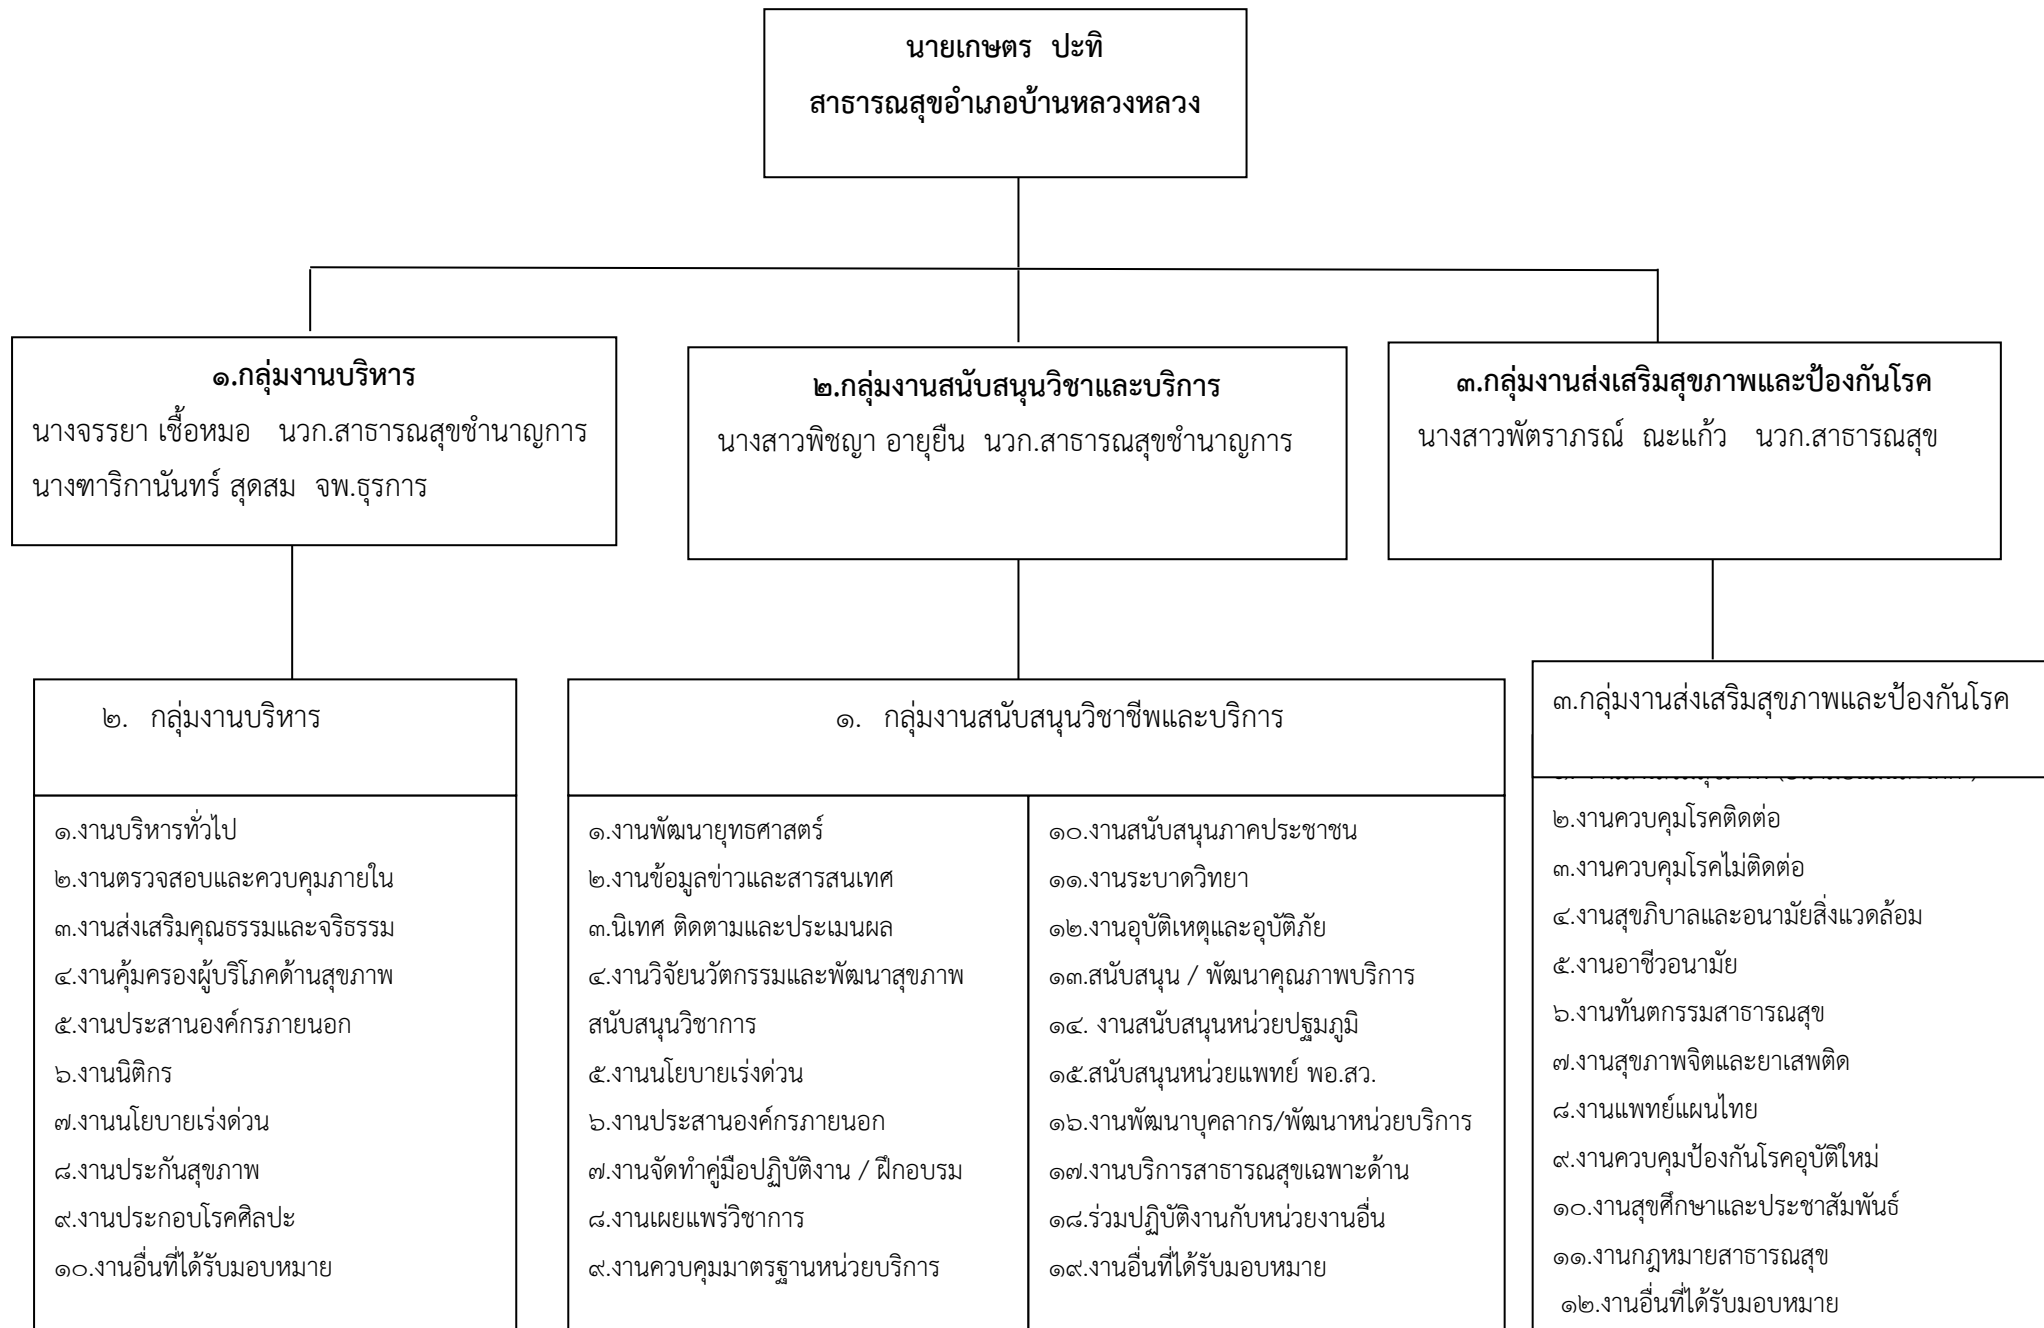 นายเกษตร ปะทิ
สาธารณสุขอำเภอบ้านหลวงหลวง
๑.กลุ่มงานบริหาร
นางจรรยา เชื้อหมอ นวก.สาธารณสุขชำนาญการ
นางฑาริกานันทร์ สุดสม จพ.ธุรการ
๒.กลุ่มงานสนับสนุนวิชาและบริการ
นางสาวพิชญา อายุยืน นวก.สาธารณสุขชำนาญการ
๓.กลุ่มงานส่งเสริมสุขภาพและป้องกันโรค
นางสาวพัตราภรณ์ ณะแก้ว นวก.สาธารณสุข
๒. กลุ่มงานบริหาร
๑.งานบริหารทั่วไป
๒.งานตรวจสอบและควบคุมภายใน
๓.งานส่งเสริมคุณธรรมและจริธรรม
๔.งานคุ้มครองผู้บริโภคด้านสุขภาพ
๕.งานประสานองค์กรภายนอก
๖.งานนิติกร
๗.งานนโยบายเร่งด่วน
๘.งานประกันสุขภาพ
๙.งานประกอบโรคศิลปะ
๑๐.งานอื่นที่ได้รับมอบหมาย
๑. กลุ่มงานสนับสนุนวิชาชีพและบริการ
๑.งานพัฒนายุทธศาสตร์
๒.งานข้อมูลข่าวและสารสนเทศ
๓.นิเทศ ติดตามและประเมนผล
๔.งานวิจัยนวัตกรรมและพัฒนาสุขภาพ
สนับสนุนวิชาการ
๕.งานนโยบายเร่งด่วน
๖.งานประสานองค์กรภายนอก
๗.งานจัดทำคู่มือปฏิบัติงาน / ฝึกอบรม
๘.งานเผยแพร่วิชาการ
๙.งานควบคุมมาตรฐานหน่วยบริการ
๑๐.งานสนับสนุนภาคประชาชน
๑๑.งานระบาดวิทยา
๑๒.งานอุบัติเหตุและอุบัติภัย
๑๓.สนับสนุน / พัฒนาคุณภาพบริการ
๑๔. งานสนับสนุนหน่วยปฐมภูมิ
๑๕.สนับสนุนหน่วยแพทย์ พอ.สว.
๑๖.งานพัฒนาบุคลากร/พัฒนาหน่วยบริการ
๑๗.งานบริการสาธารณสุขเฉพาะด้าน
๑๘.ร่วมปฏิบัติงานกับหน่วยงานอื่น
๑๙.งานอื่นที่ได้รับมอบหมาย
๓.กลุ่มงานส่งเสริมสุขภาพและป้องกันโรค
๒.งานควบคุมโรคติดต่อ
๓.งานควบคุมโรคไม่ติดต่อ
๔.งานสุขภิบาลและอนามัยสิ่งแวดล้อม
๕.งานอาชีวอนามัย
๖.งานทันตกรรมสาธารณสุข
๗.งานสุขภาพจิตและยาเสพติด
๘.งานแพทย์แผนไทย
๙.งานควบคุมป้องกันโรคอุบัติใหม่
๑๐.งานสุขศึกษาและประชาสัมพันธ์
๑๑.งานกฎหมายสาธารณสุข
๑๒.งานอื่นที่ได้รับมอบหมาย